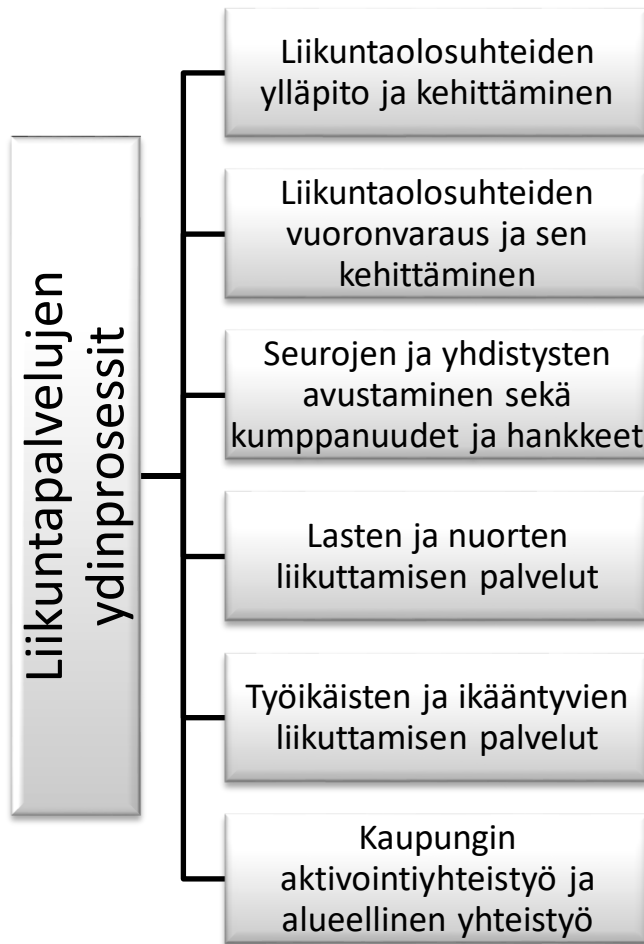 Liikuntapalvelujen
ydinprosessit
Liikuntaolosuhteiden
ylläpito ja kehittäminen
Liikuntaolosuhteiden
vuoronvaraus ja sen
kehittäminen
Seurojen ja yhdistysten
avustaminen sekä
kumppanuudet ja hankkeet
Lasten ja nuorten
liikuttamisen palvelut
Työikäisten ja ikääntyvien
liikuttamisen palvelut
Kaupungin
aktivointiyhteistyö ja
alueellinen yhteistyö